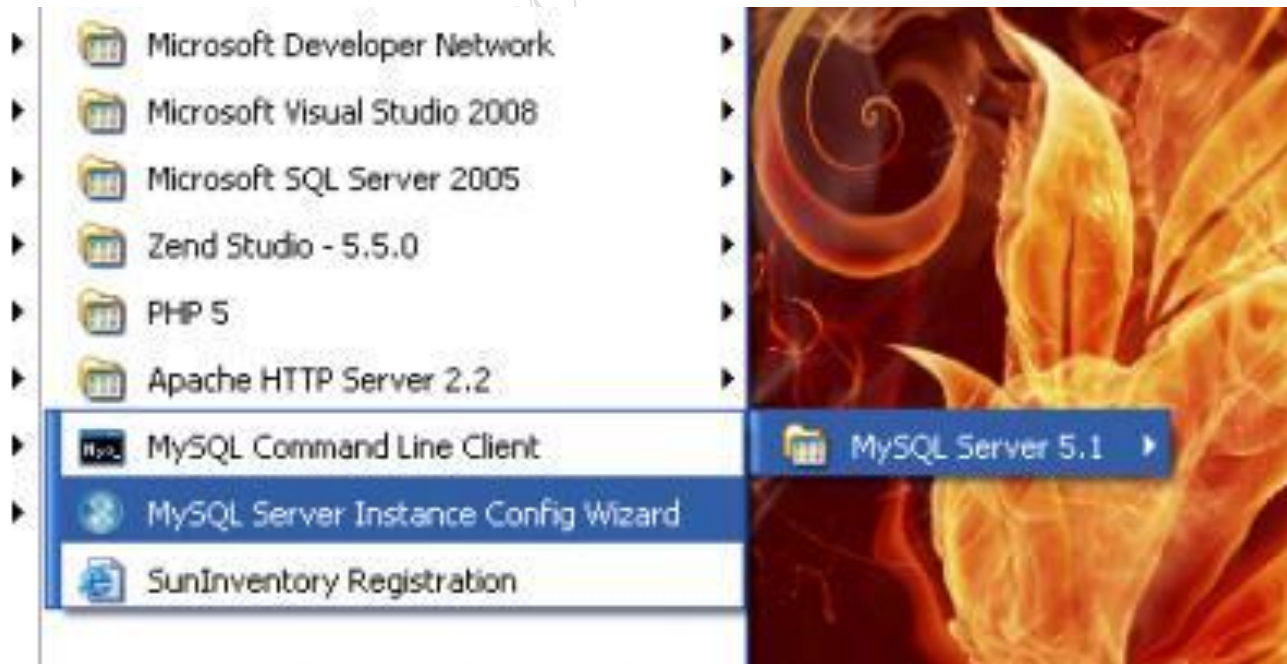 Microsoft Developer Network
Microsoft Visual Studio 2008
Microsoft SQL Server 2005
Zend Studio - 5.5.0
PHP 5
Apache HTTP Server 2.2
MySQL Command Line Client
MySQL Server 5.1
MySQL Server Instance Config Wizard
SunInventory Registration